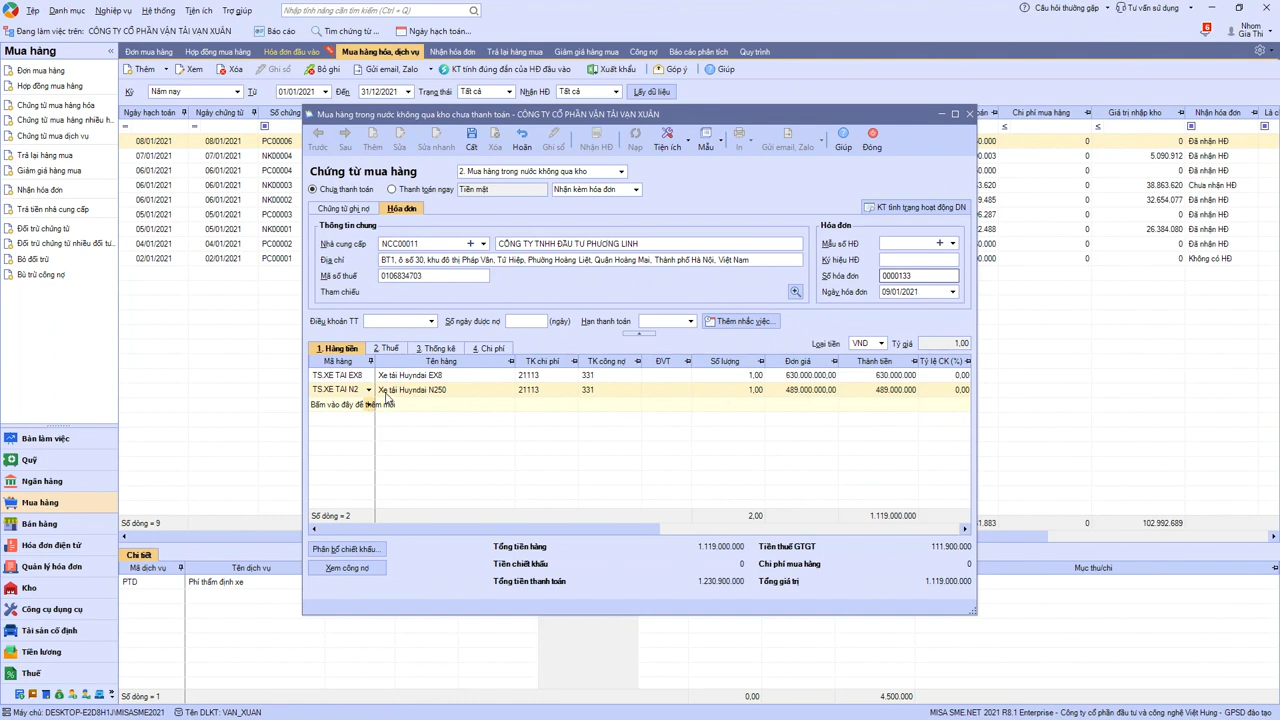 Tệp Danh mục Nghiệp vụ Hệ thống Tiện ích Trợ giúp Nhập tính năng cần tìm kiếm (Ctrl + Q) Câu hỏi thường gặp Tư vấn sử dụng
Đang làm việc trên: CÔNG TY CỔ PHẦN VẬN TẢI VẠN XUÂN Báo cáo Tìm chứng từ... Ngày hạch toán... 6 Nhom Gia Thi
Mua hàng «
Đơn mua hàng Hợp đồng mua hàng Hóa đơn đầu vào Mua hàng hóa, dịch vụ Nhận hóa đơn Trả lại hàng mua Giảm giá hàng mua Công nợ Báo cáo phân tích Quy trình
Thêm Xem Xóa Ghi sổ Bỏ ghi Gửi email, Zalo KT tính đúng đắn của HĐ đầu vào Xuất khẩu Góp ý Giúp
Kỳ Năm nay Từ 01/01/2021 Đến 31/12/2021 Trạng thái Tất cả Nhận HĐ Tất cả Lấy dữ liệu
Đơn mua hàng
Hợp đồng mua hàng
Chứng từ mua hàng hóa
Chứng từ mua hàng nhiều h
Chứng từ mua dịch vụ
Trả lại hàng mua
Giảm giá hàng mua
Nhận hóa đơn
Trả tiền nhà cung cấp
Đối trừ chứng từ
Đối trừ chứng từ nhiều đối tư...
Bỏ đối trừ
Bù trừ công nợ
Bàn làm việc
Quỹ
Ngân hàng
Mua hàng
Bán hàng
Hóa đơn điện tử
Quản lý hóa đơn
Kho
Công cụ dụng cụ
Tài sản cố định
Tiền lương
Thuế
Ngày hạch toán Ngày chứng từ Số chứng
= =
08/01/2021 08/01/2021 PC00006
07/01/2021 07/01/2021 NK00004
06/01/2021 06/01/2021 NK00003
06/01/2021 06/01/2021 NK00002
05/01/2021 05/01/2021 PC00003
05/01/2021 05/01/2021 NK00001
04/01/2021 04/01/2021 PC00002
02/01/2021 02/01/2021 PC00001
Số dòng = 9
oán Chi phí mua hàng Giá trị nhập kho Nhận hóa đơn Là c
≤ ≤
0.000 0 0 Đã nhận HĐ
0 5.090.912 Đã nhận HĐ
3.620 0 38.863.620 Chưa nhận HĐ
0 32.654.077 Đã nhận HĐ
0 0 Đã nhận HĐ
0 26.384.080 Đã nhận HĐ
0 0 Đã nhận HĐ
0 0 Không có HĐ
1.883 0 102.992.689
Mua hàng trong nước không qua kho chưa thanh toán - CÔNG TY CỔ PHẦN VẬN TẢI VẠN XUÂN
Trước Sau Thêm Sửa Sửa nhanh Cất Xóa Hoãn Ghi sổ Nhận HĐ Nạp Tiện ích Mẫu In Gửi email, Zalo Giúp Đóng
Chứng từ mua hàng 2. Mua hàng trong nước không qua kho
Chưa thanh toán Thanh toán ngay Tiền mặt Nhận kèm hóa đơn
Chứng từ ghi nợ Hóa đơn KT tình trạng hoạt động DN
Thông tin chung Hóa đơn
Nhà cung cấp NCC00011 CÔNG TY TNHH ĐẦU TƯ PHƯƠNG LINH Mẫu số HĐ
Địa chỉ BT1, ô số 30, khu đô thị Pháp Vân, Tứ Hiệp, Phường Hoàng Liệt, Quận Hoàng Mai, Thành phố Hà Nội, Việt Nam Ký hiệu HĐ
Mã số thuế 0106834703 Số hóa đơn 0000133
Tham chiếu Ngày hóa đơn 09/01/2021
Điều khoản TT Số ngày được nợ (ngày) Hạn thanh toán Thêm nhắc việc...
1. Hàng tiền 2. Thuế 3. Thống kê 4. Chi phí Loại tiền VND Tỷ giá 1,00
Mã hàng Tên hàng TK chi phí TK công nợ ĐVT Số lượng Đơn giá Thành tiền Tỷ lệ CK (%)
TS.XE TAI EX8 Xe tải Huyndai EX8 21113 331 1,00 630.000.000,00 630.000.000 0,00
TS.XE TAI N2 Xe tải Huyndai N250 21113 331 1,00 489.000.000,00 489.000.000 0,00
Bấm vào đây để thêm mới
Số dòng = 2 2,00 1.119.000.000
Phân bổ chiết khấu... Tổng tiền hàng 1.119.000.000 Tiền thuế GTGT 111.900.000
Xem công nợ Tiền chiết khấu 0 Chi phí mua hàng 0
Tổng tiền thanh toán 1.230.900.000 Tổng giá trị 1.119.000.000
Chi tiết
Mã dịch vụ Tên dịch vụ Mục thu/chi
PTD Phí thẩm định xe
Số dòng = 1 0,00 4.500.000
Máy chủ: DESKTOP-E2D8H1J\MISASME2021 Tên DLKT: VAN_XUAN MISA SME.NET 2021 R8.1 Enterprise - Công ty cổ phần đầu tư và công nghệ Việt Hưng - GPSD đào tạo